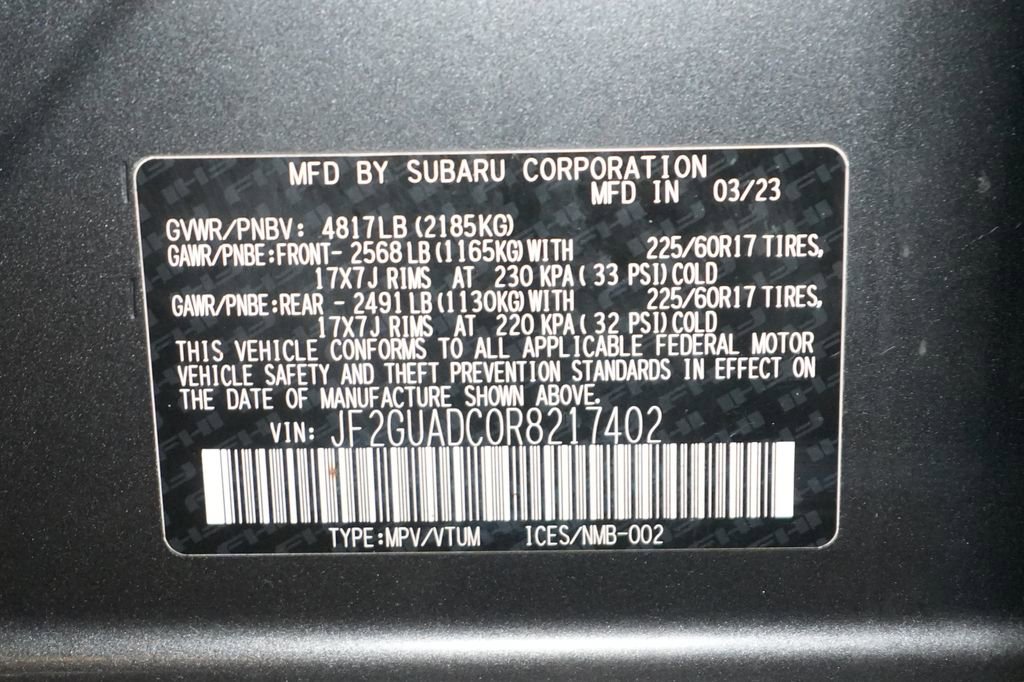 MFD BY SUBARU CORPORATION
MFD IN 03/23
GVWR/PNBV: 4817LB (2185KG)
GAWR/PNBE:FRONT- 2568 LB (1165KG) WITH 225/60R17 TIRES,
17X7J RIMS AT 230 KPA ( 33 PSI) COLD
GAWR/PNBE:REAR - 2491 LB (1130KG) WITH 225/60R17 TIRES,
17X7J RIMS AT 220 KPA ( 32 PSI) COLD
THIS VEHICLE CONFORMS TO ALL APPLICABLE FEDERAL MOTOR
VEHICLE SAFETY AND THEFT PREVENTION STANDARDS IN EFFECT ON
THE DATE OF MANUFACTURE SHOWN ABOVE.
VIN: JF2GUADC0R8217402
TYPE:MPV/VTUM ICES/NMB-002